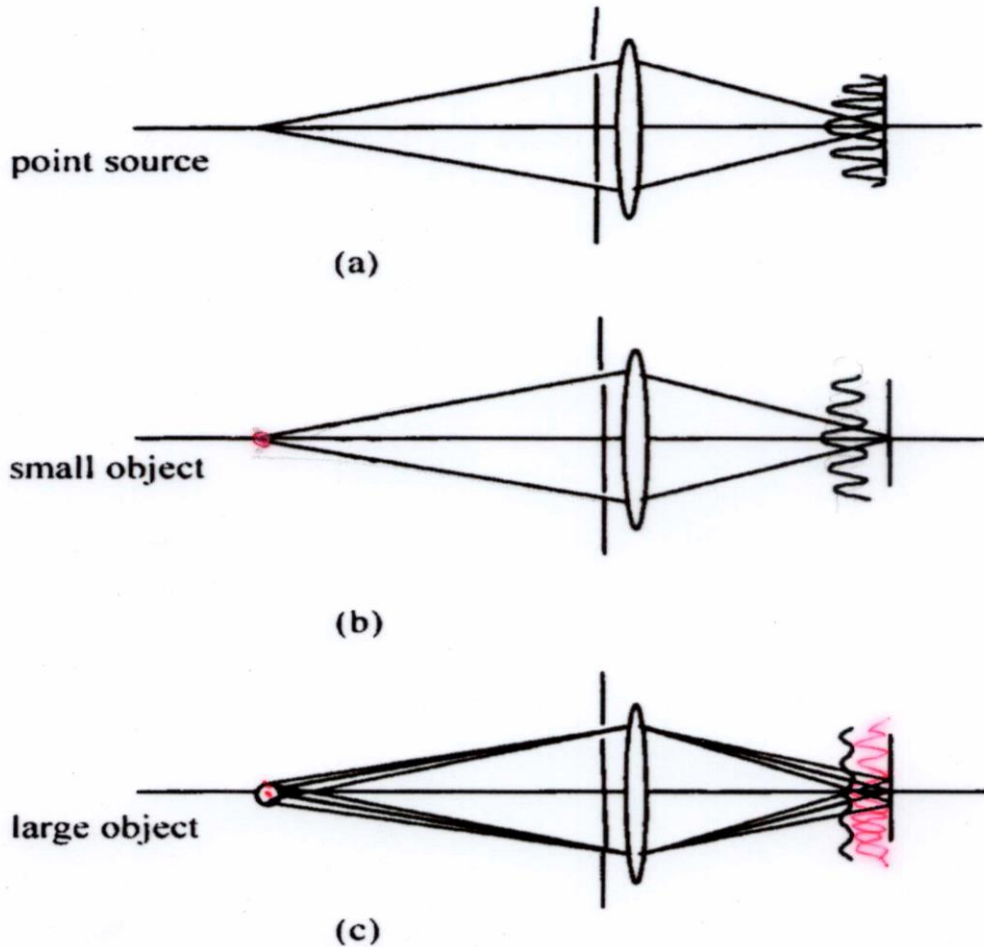 point source
(a)
small object
(b)
large object
(c)